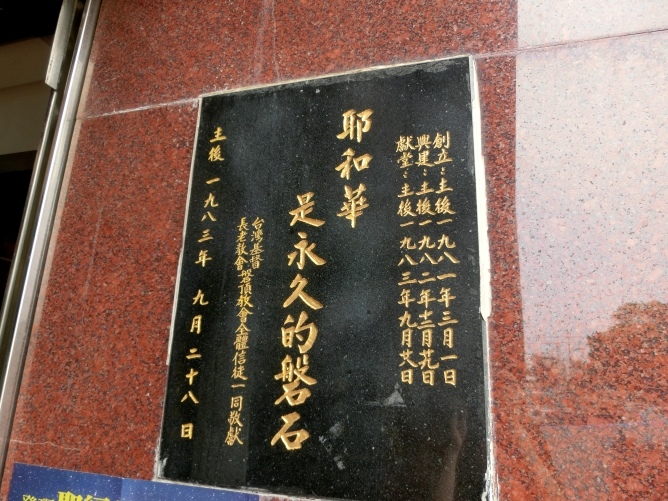 創立：主後一九八一年三月一日
興建：主後一九八二年十二月廿九日
獻堂：主後一九八三年九月廿八日
耶和華
是永久的磐石
台灣基督
長老教會磐頂教會全體信徒一同敬獻
主後一九八三年九月二十八日